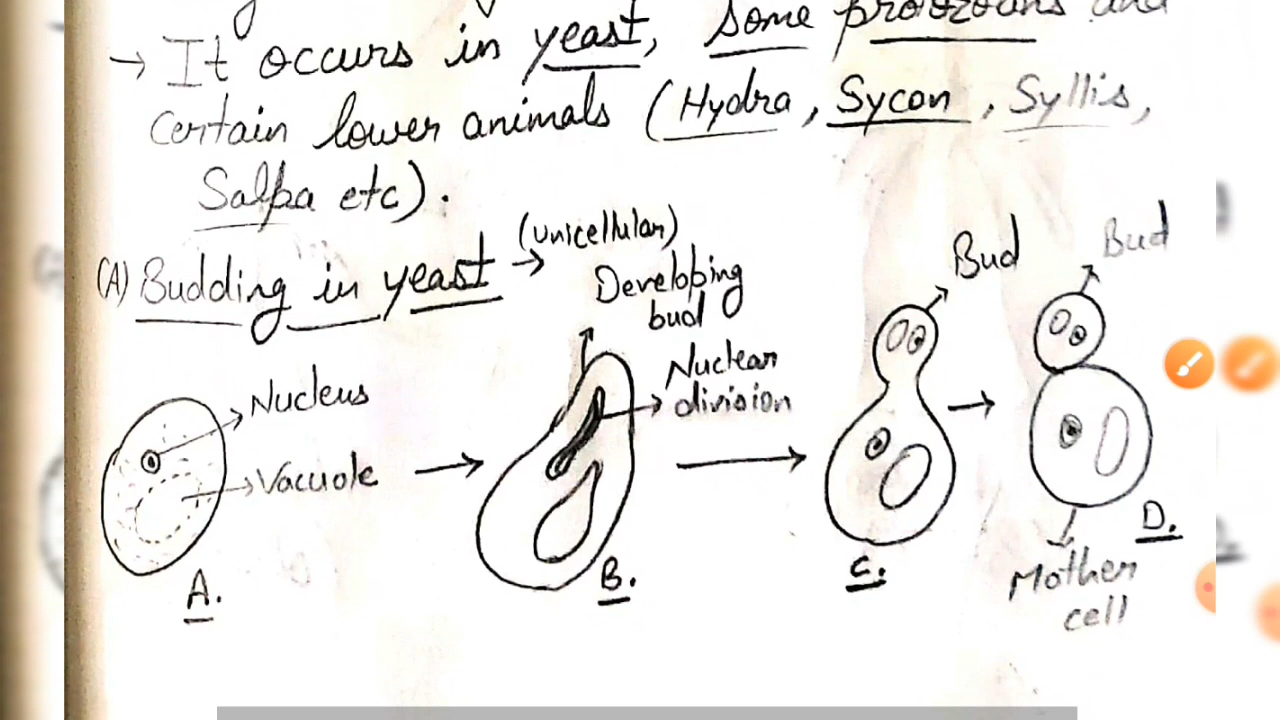 → It occurs in yeast, some protozoans and
certain lower animals (Hydra, Sycon, Syllis,
Salpa etc).
(A) Budding in yeast → (unicellular)
Developing
bud
Nuclear
division
Bud
Bud
Nucleus
Vacuole
A.
B.
C.
D.
Mother
cell